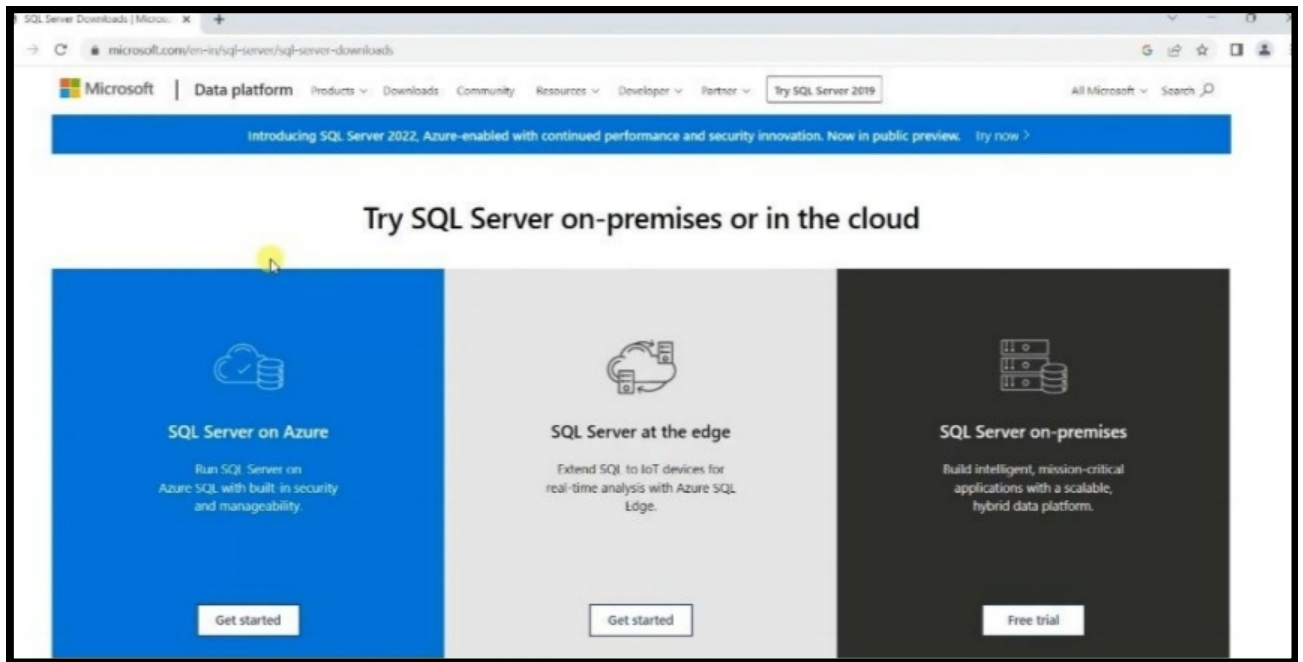 SQL Server Downloads | Micros
microsoft.com/en-in/sql-server/sql-server-downloads
Microsoft | Data platform Products Downloads Community Resources Developer Partner Try SQL Server 2019 All Microsoft Search
Introducing SQL Server 2022, Azure-enabled with continued performance and security innovation. Now in public preview. Try now >
Try SQL Server on-premises or in the cloud
SQL Server on Azure
Run SQL Server on
Azure SQL with built-in security
and manageability.
Get started
SQL Server at the edge
Extend SQL to IoT devices for
real-time analysis with Azure SQL
Edge.
Get started
SQL Server on-premises
Build intelligent, mission-critical
applications with a scalable,
hybrid data platform.
Free trial